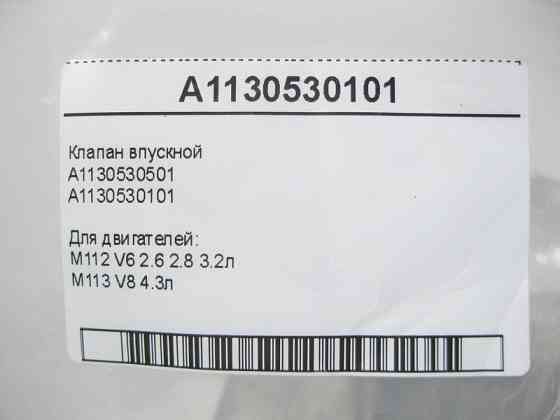 A1130530101
Клапан впускной
A1130530501
A1130530101
Для двигателей:
M112 V6 2.6 2.8 3.2л
M113 V8 4.3л